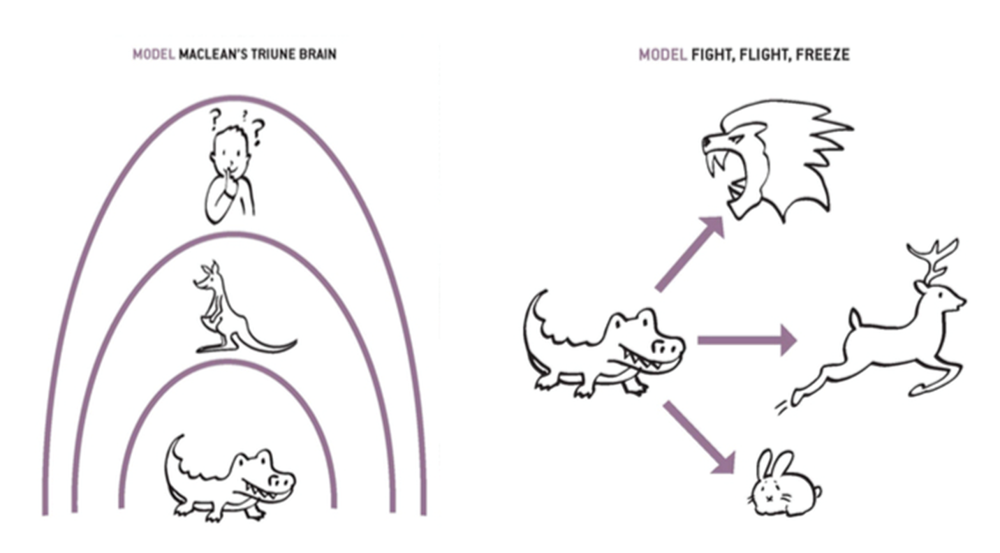 MODEL MACLEAN'S TRIUNE BRAIN
? ? ?
MODEL FIGHT, FLIGHT, FREEZE